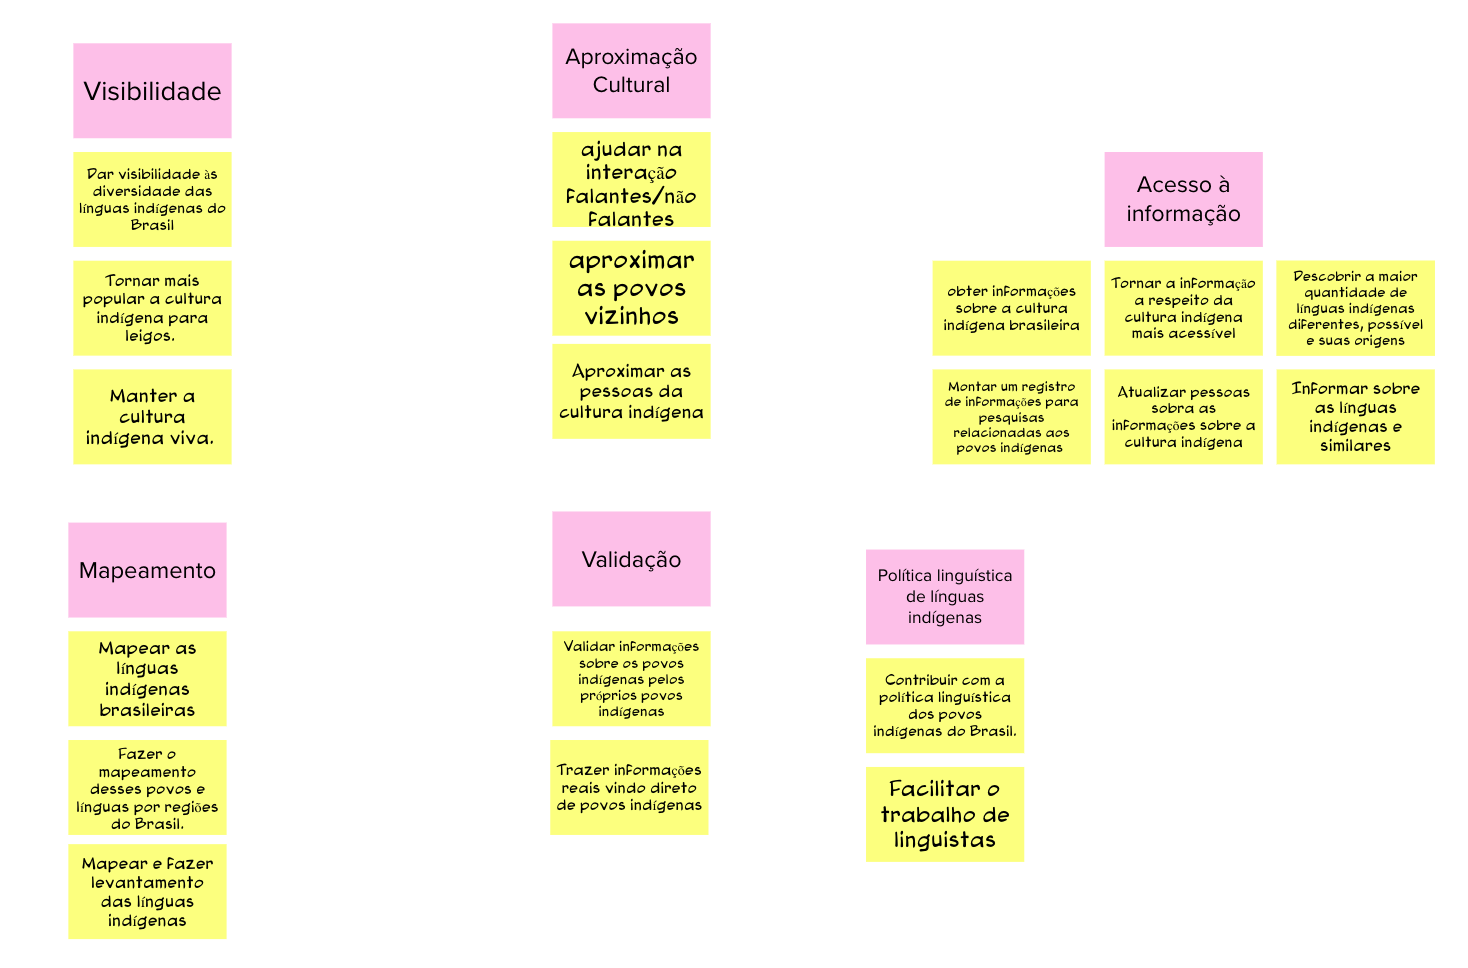 Visibilidade
Dar visibilidade às
diversidade das
línguas indígenas do
Brasil
Tornar mais
popular a cultura
indígena para
leigos.
Manter a
cultura
indígena viva.
Aproximação
Cultural
ajudar na
interação
falantes/não
falantes
aproximar
as povos
vizinhos
Aproximar as
pessoas da
cultura indígena
Acesso à
informação
obter informações
sobre a cultura
indígena brasileira
Tornar a informação
a respeito da
cultura indígena
mais acessível
Descobrir a maior
quantidade de
línguas indígenas
diferentes, possível
e suas origens
Montar um registro
de informações para
pesquisas
relacionadas aos
povos indígenas
Atualizar pessoas
sobra as
informações sobre a
cultura indígena
Informar sobre
as línguas
indígenas e
similares
Mapeamento
Mapear as
línguas
indígenas
brasileiras
Fazer o
mapeamento
desses povos e
línguas por regiões
do Brasil.
Mapear e fazer
levantamento
das línguas
indígenas
Validação
Validar informações
sobre os povos
indígenas pelos
próprios povos
indígenas
Trazer informações
reais vindo direto
de povos indígenas
Política linguística
de línguas
indígenas
Contribuir com a
política linguística
dos povos
indígenas do Brasil.
Facilitar o
trabalho de
linguistas